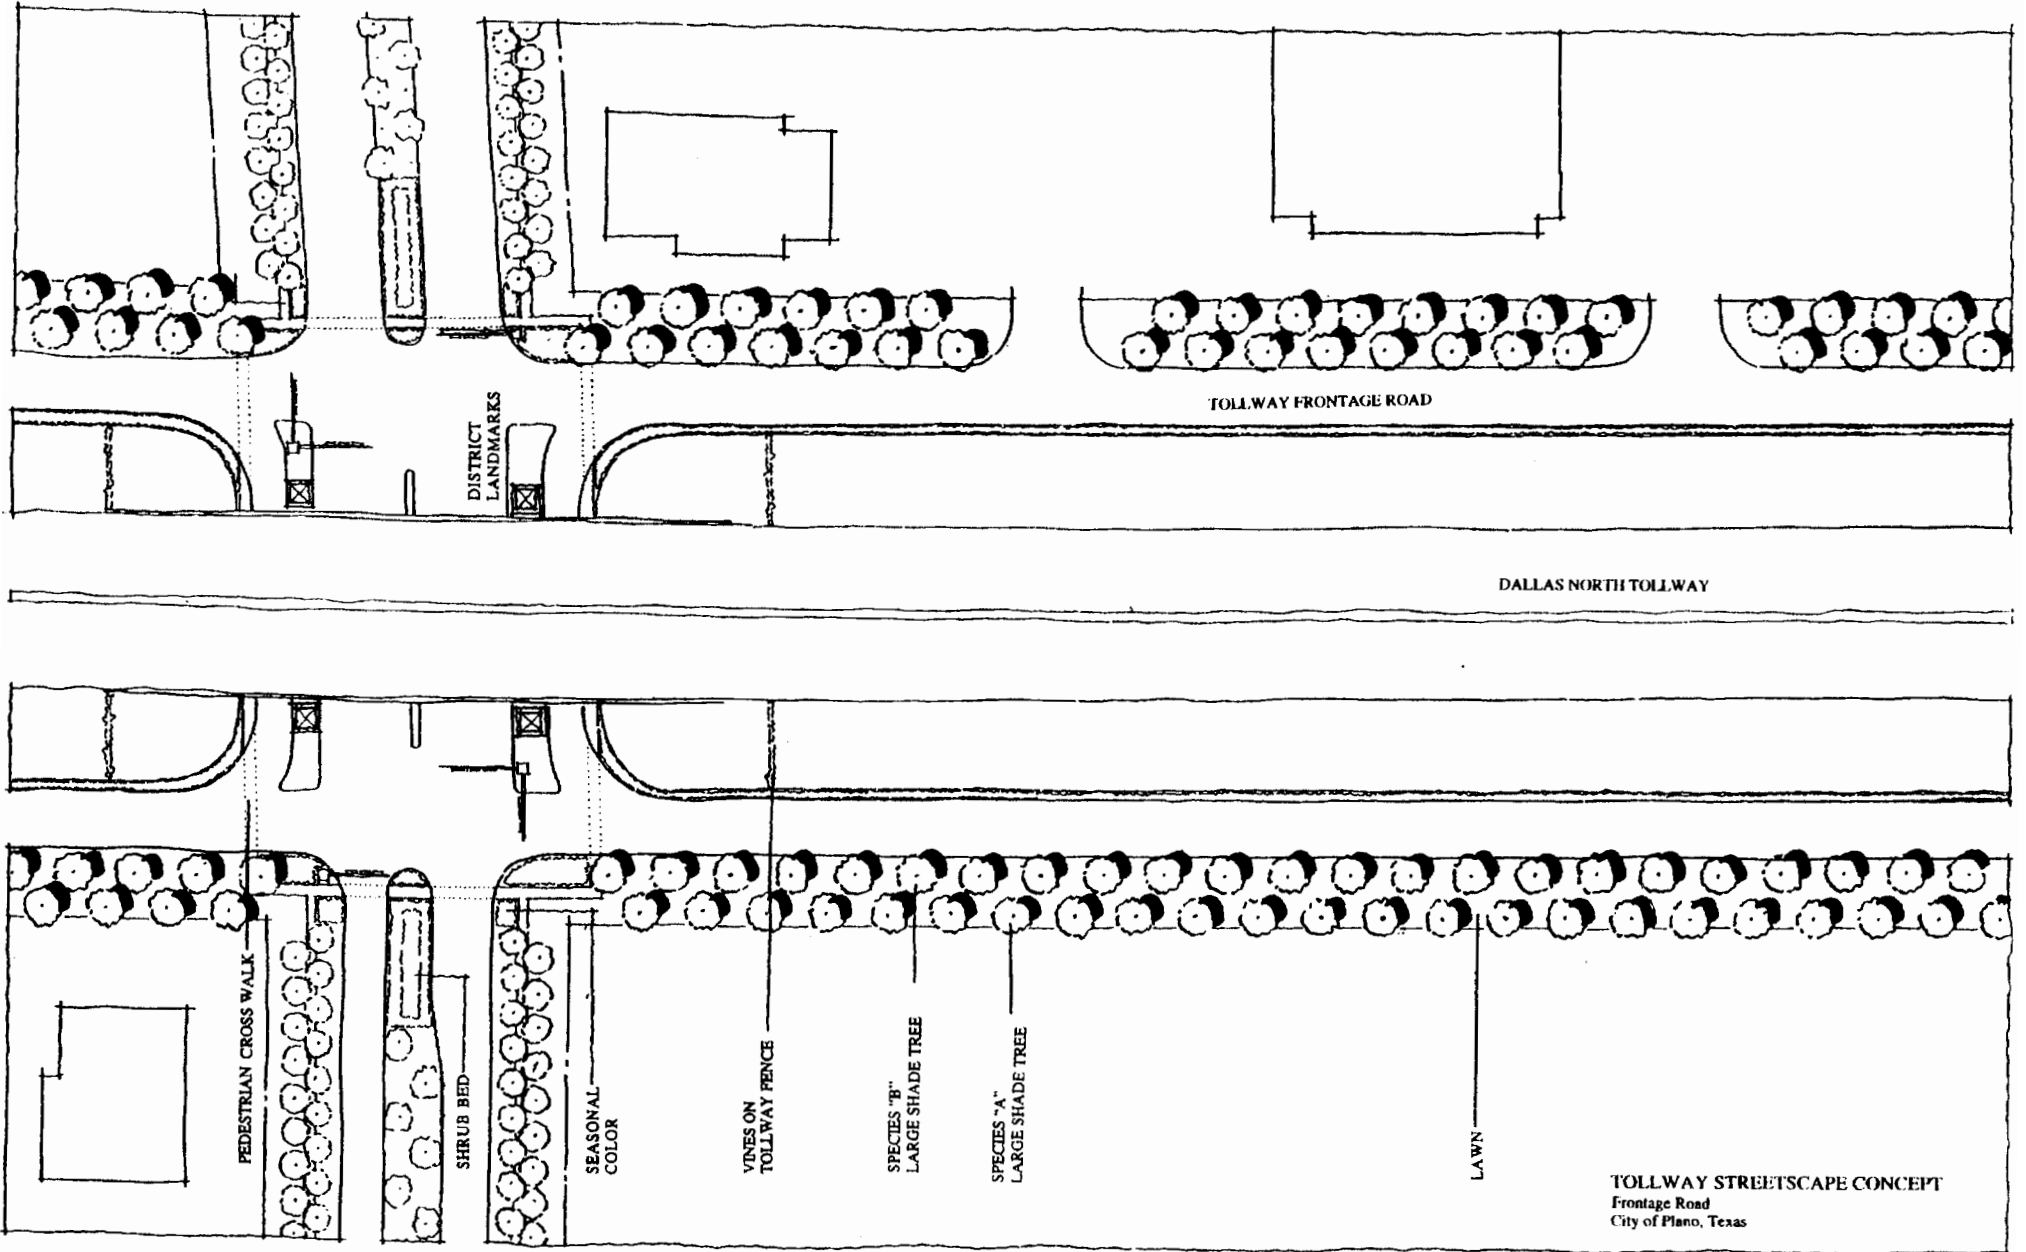 TOLLWAY FRONTAGE ROAD
DISTRICT
LANDMARKS
DALLAS NORTH TOLLWAY
PEDESTRIAN CROSS WALK
SHRUB BED
SEASONAL
COLOR
VINES ON
TOLLWAY FENCE
SPECIES "B"
LARGE SHADE TREE
SPECIES "A"
LARGE SHADE TREE
LAWN
TOLLWAY STREETSCAPE CONCEPT
Frontage Road
City of Plano, Texas